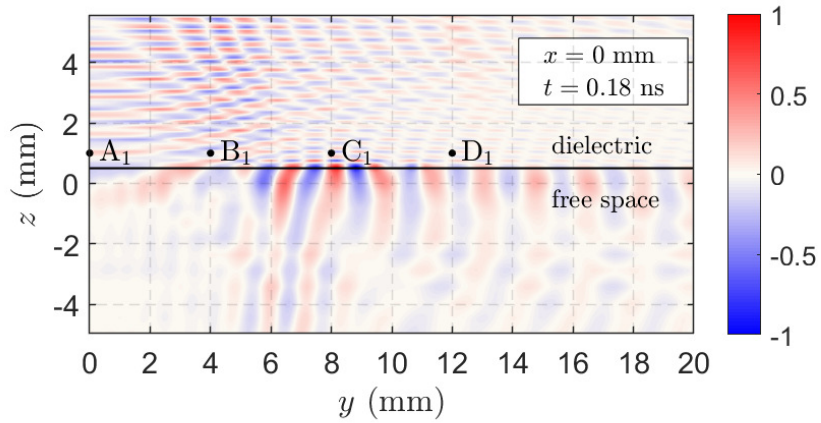 1
x = 0 mm
t = 0.18 ns
4
0.5
2
A₁ B₁ C₁ D₁ dielectric
0
0
free space
-2
-0.5
-4
-1
0 2 4 6 8 10 12 14 16 18 20
y (mm)
z (mm)